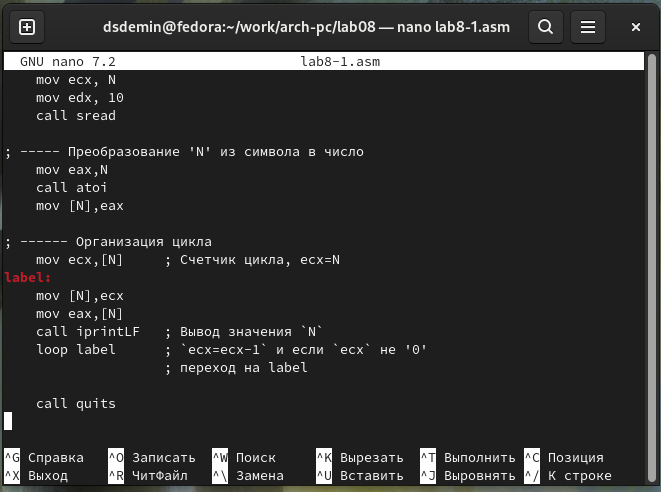 dsdemin@fedora:~/work/arch-pc/lab08 — nano lab8-1.asm
GNU nano 7.2 lab8-1.asm
mov ecx, N
mov edx, 10
call sread
; ----- Преобразование 'N' из символа в число
mov eax,N
call atoi
mov [N],eax
; ------ Организация цикла
mov ecx,[N] ; Счетчик цикла, ecx=N
label:
mov [N],ecx
mov eax,[N]
call iprintLF ; Вывод значения `N`
loop label ; `ecx=ecx-1` и если `ecx` не '0'
; переход на label
call quits
^G Справка ^O Записать ^W Поиск ^K Вырезать ^T Выполнить ^C Позиция
^X Выход ^R ЧитФайл ^\ Замена ^U Вставить ^J Выровнять ^/ К строке